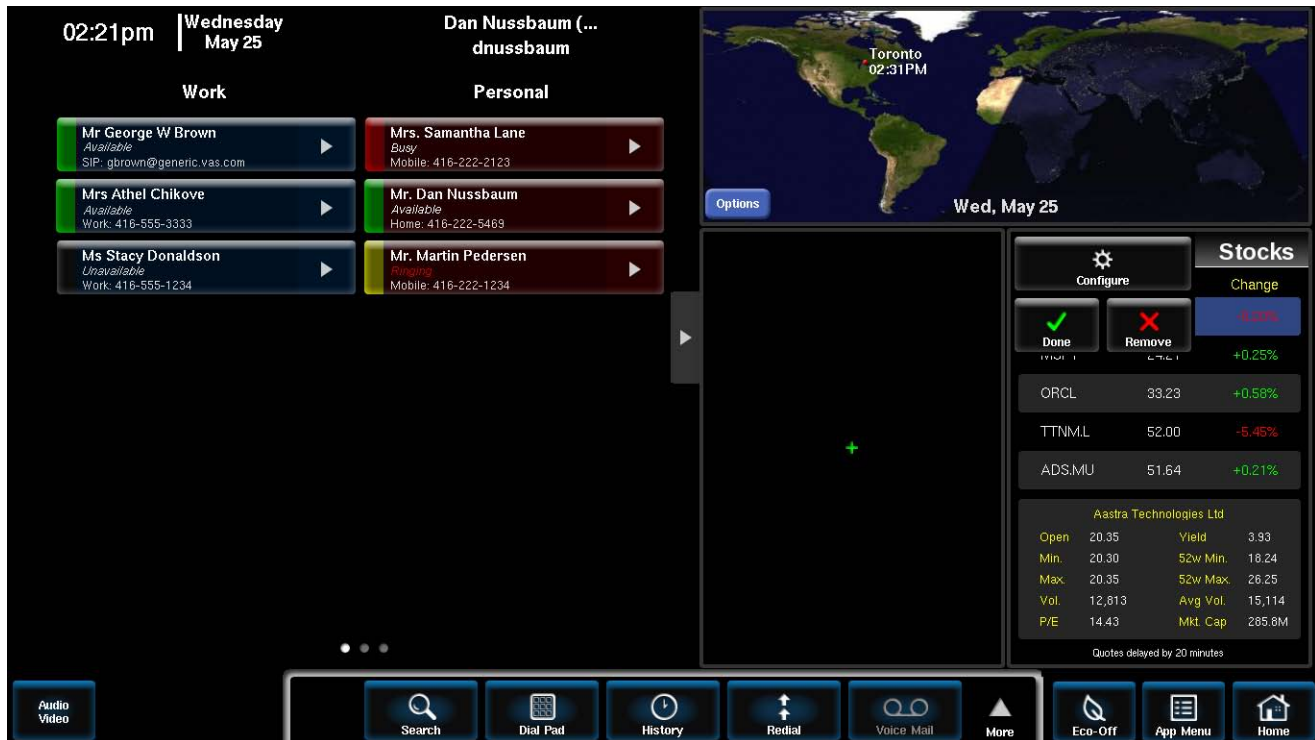 02:21pm
Wednesday
May 25
Dan Nussbaum (...
dnussbaum
Work
Personal
Mr George W Brown
Available
SIP: gbrown@generic.vas.com
Mrs Athel Chikove
Available
Work: 416-555-3333
Ms Stacy Donaldson
Unavailable
Work: 416-555-1234
Mrs. Samantha Lane
Busy
Mobile: 416-222-2123
Mr. Dan Nussbaum
Available
Home: 416-222-5469
Mr. Martin Pedersen
Ringing
Mobile: 416-222-1234
Toronto
02:31PM
Options
Wed, May 25
Configure
Stocks
Change
Done
Remove
+0.25%
ORCL 33.23 +0.58%
TTNM.L 52.00 -5.45%
ADS.MU 51.64 +0.21%
Aastra Technologies Ltd
Open 20.35 Yield 3.93
Min. 20.30 52w Min. 18.24
Max. 20.35 52w Max. 26.25
Vol. 12,813 Avg Vol. 15,114
P/E 14.43 Mkt. Cap 285.8M
Quotes delayed by 20 minutes
Audio
Video
Search
Dial Pad
History
Redial
Voice Mail
More
Eco-Off
App Menu
Home